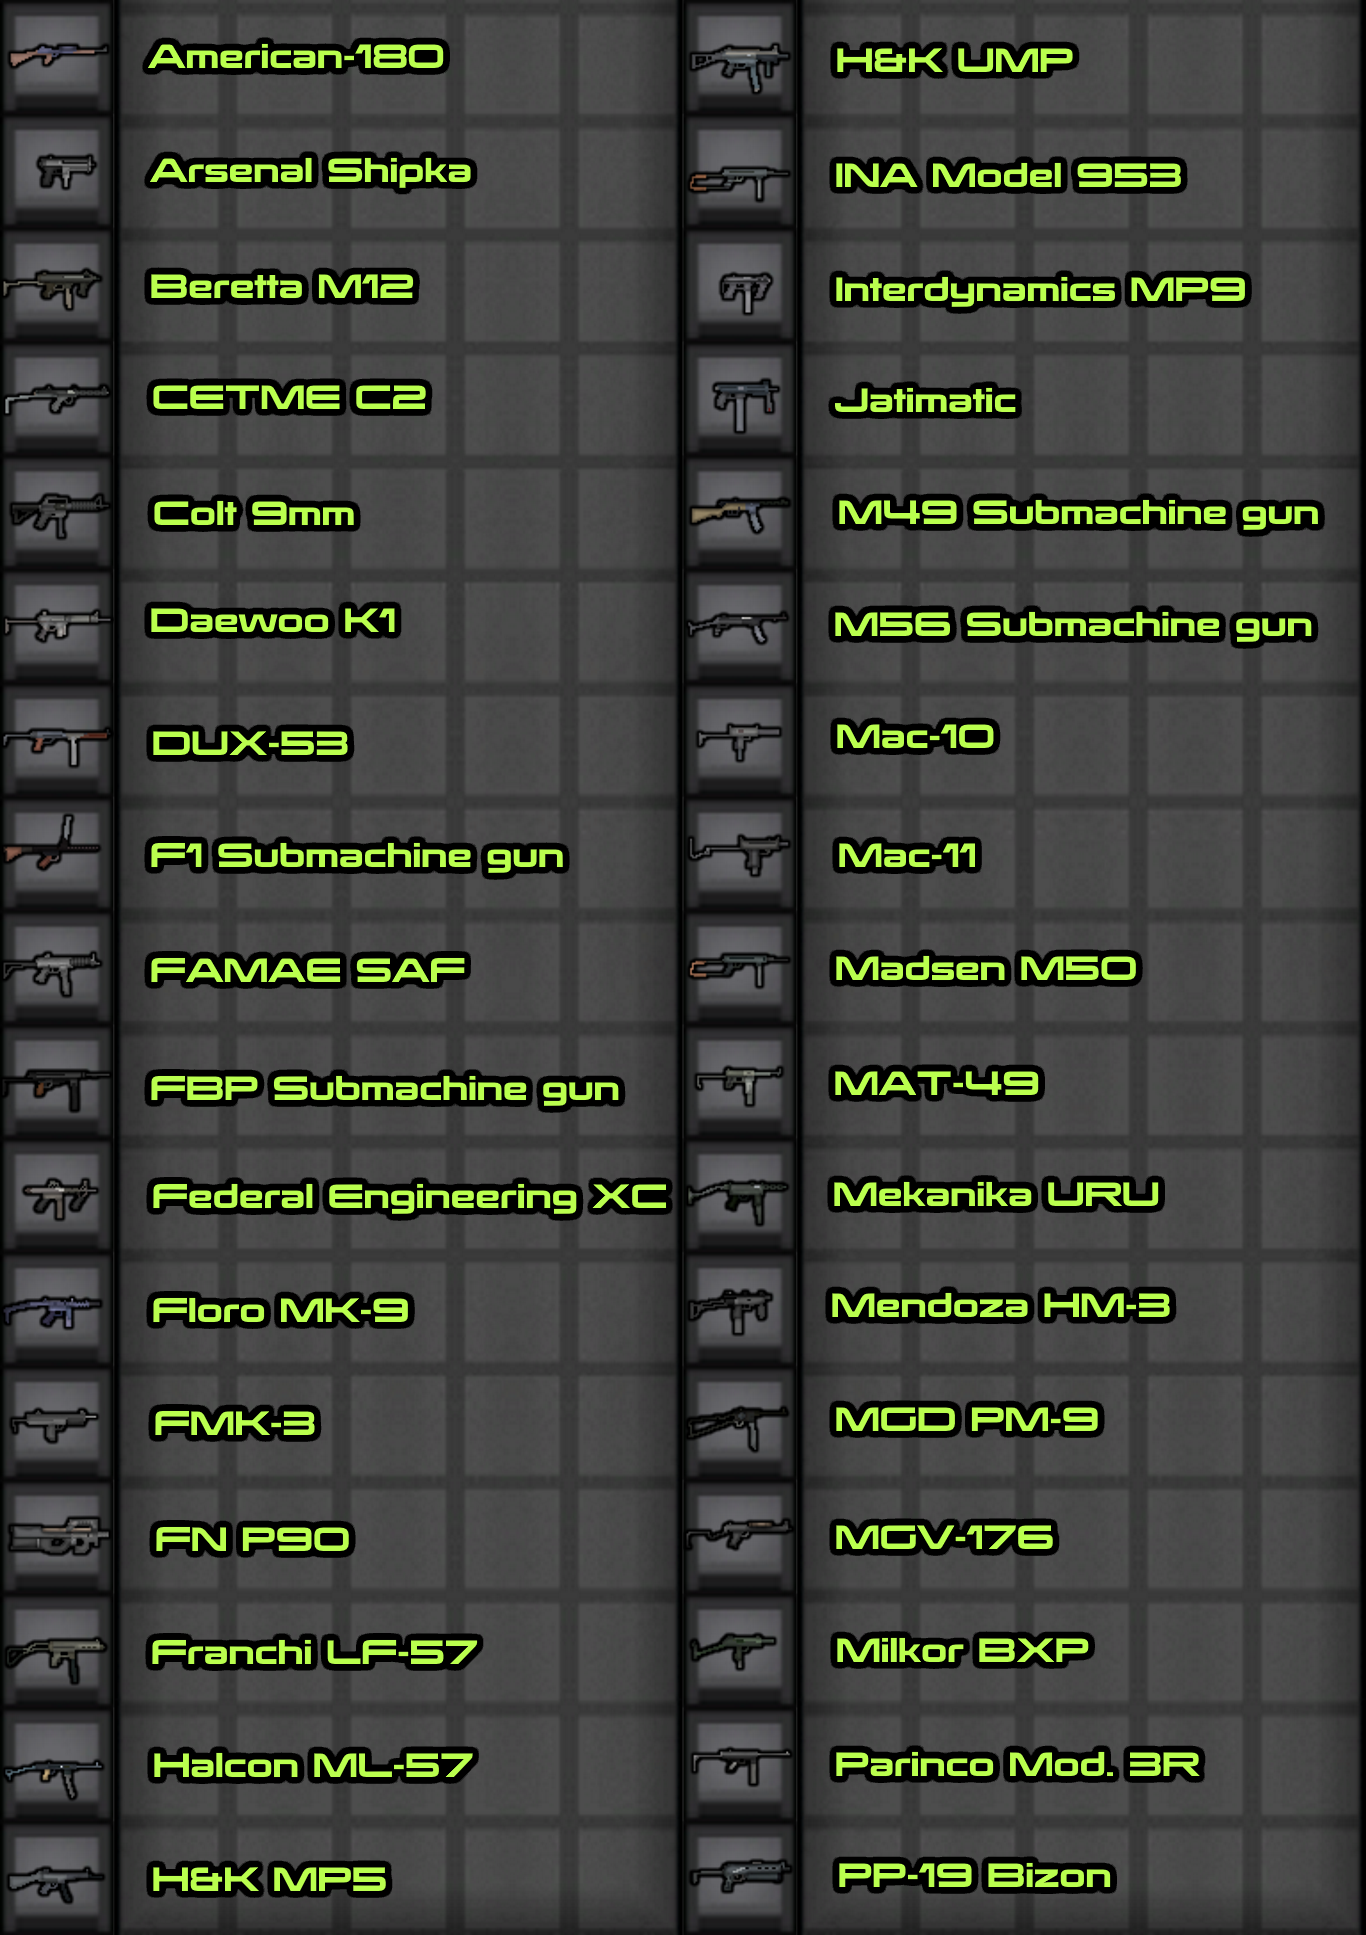 American-180
Arsenal Shipka
Beretta M12
CETME C2
Colt 9mm
Daewoo K1
DUX-53
F1 Submachine gun
FAMAE SAF
FBP Submachine gun
Federal Engineering XC
Floro MK-9
FMK-3
FN P90
Franchi LF-57
Halcon ML-57
H&K MP5
H&K UMP
INA Model 953
Interdynamics MP9
Jatimatic
M49 Submachine gun
M56 Submachine gun
Mac-10
Mac-11
Madsen M50
MAT-49
Mekanika URU
Mendoza HM-3
MGD PM-9
MGV-176
Milkor BXP
Parinco Mod. 3R
PP-19 Bizon